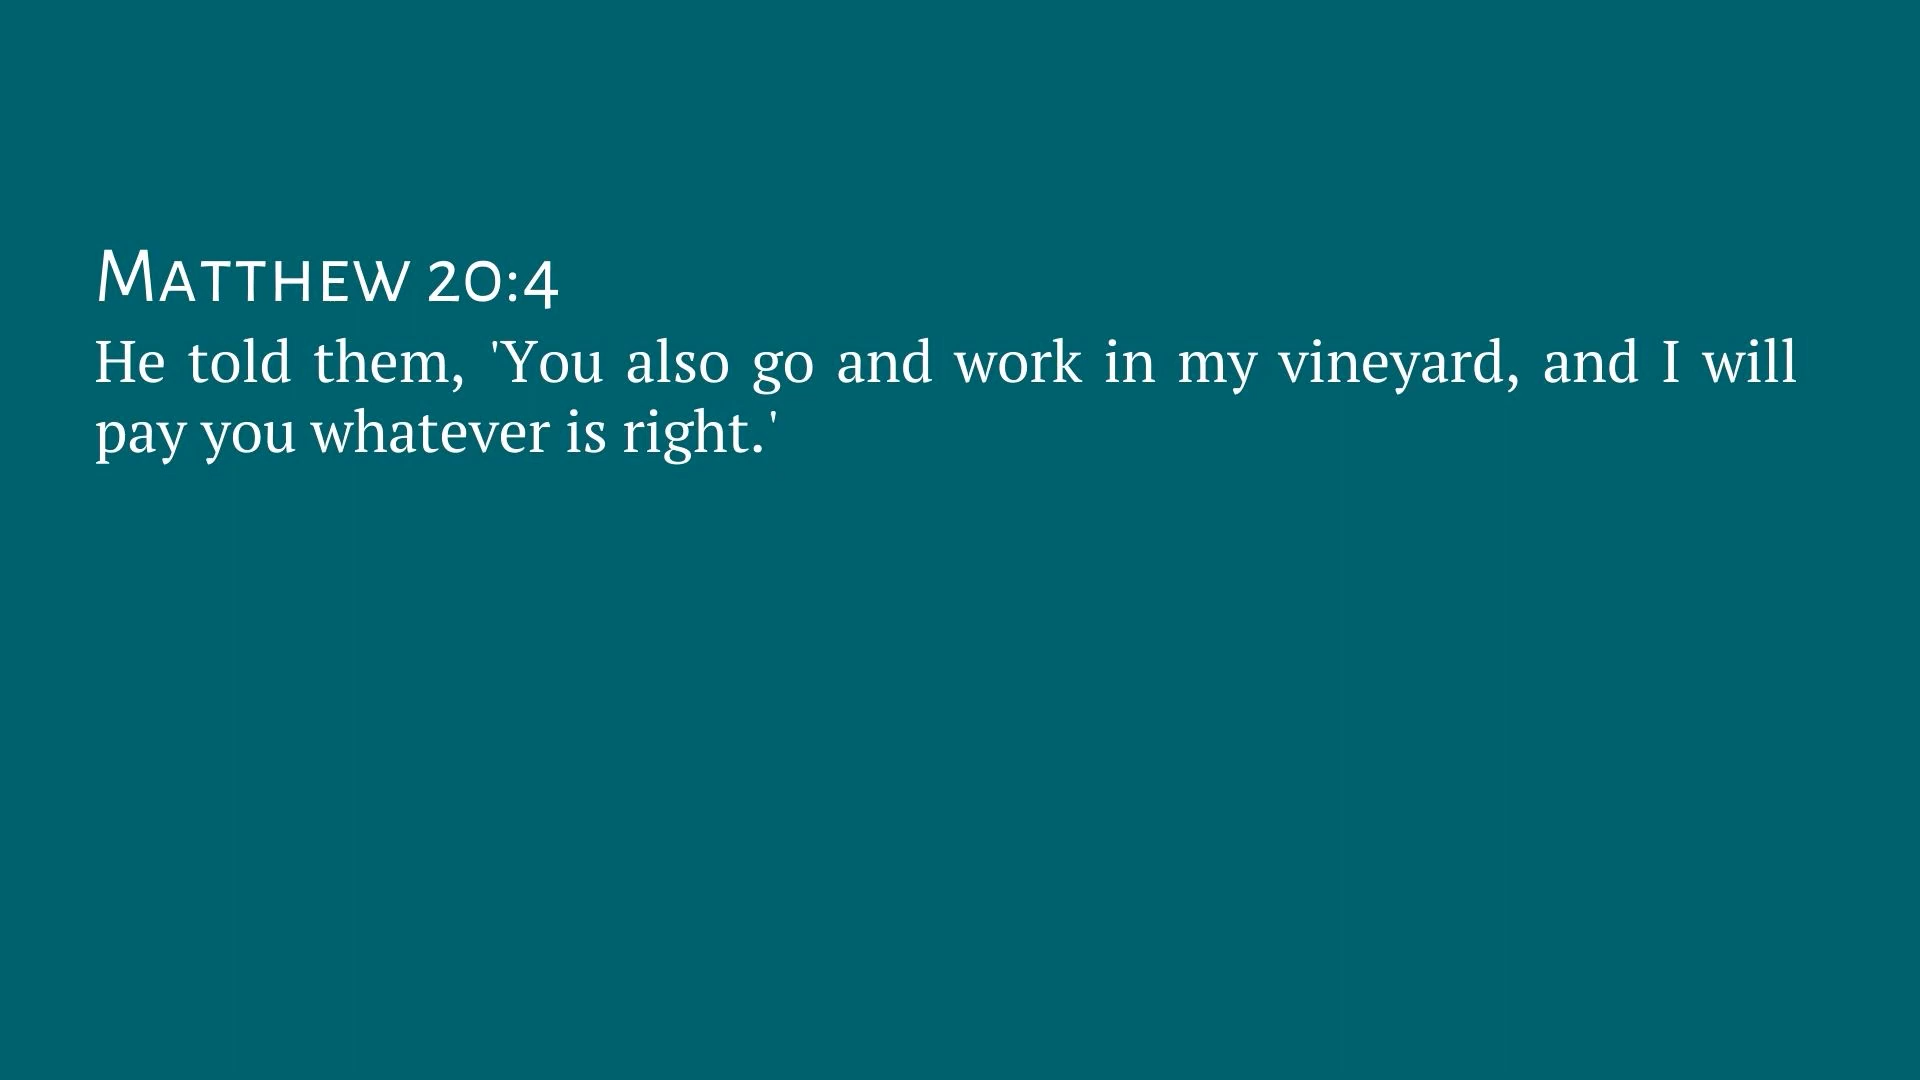 Matthew 20:4
He told them, 'You also go and work in my vineyard, and I will
pay you whatever is right.'